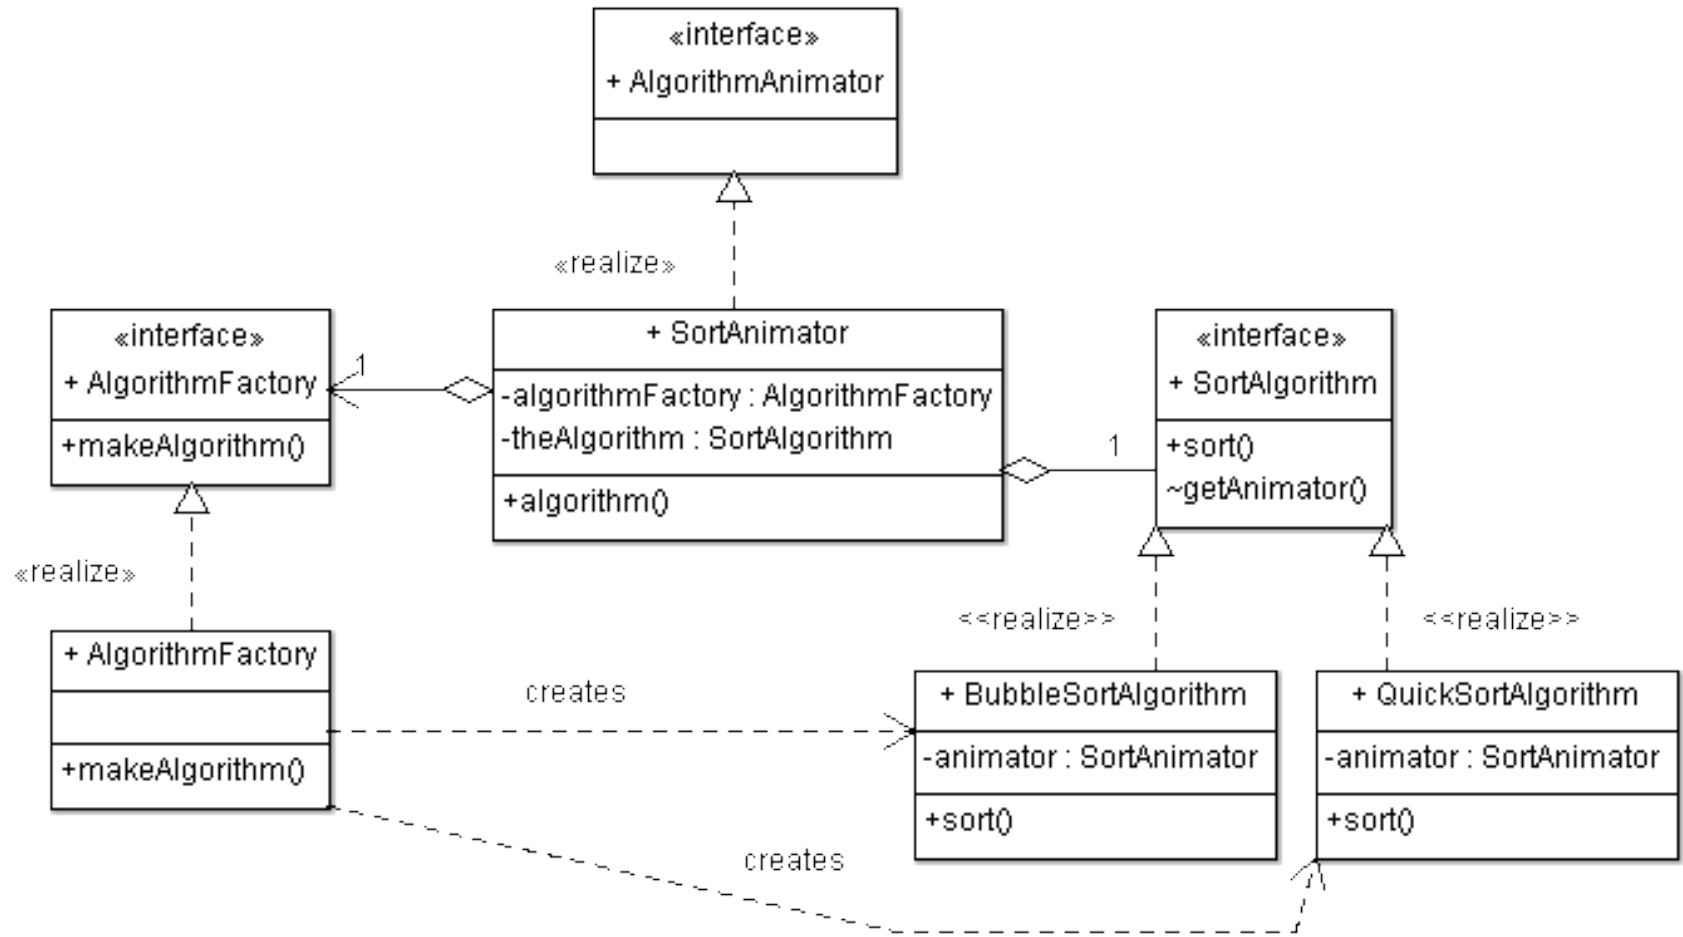 «interface»
+ AlgorithmAnimator
«realize»
«interface»
+ AlgorithmFactory
+makeAlgorithm()
1
+ SortAnimator
-algorithmFactory : AlgorithmFactory
-theAlgorithm : SortAlgorithm
+algorithm()
1
«interface»
+ SortAlgorithm
+sort()
~getAnimator()
«realize»
<<realize>>
<<realize>>
+ AlgorithmFactory
+makeAlgorithm()
creates
+ BubbleSortAlgorithm
-animator : SortAnimator
+sort()
+ QuickSortAlgorithm
-animator : SortAnimator
+sort()
creates